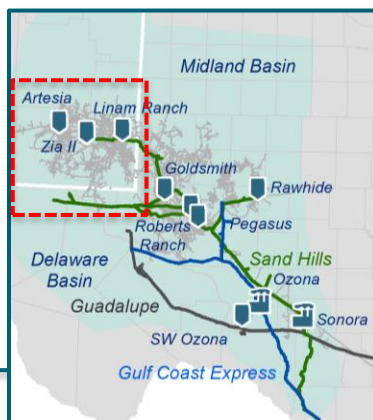 Midland Basin
Artesia
Linam Ranch
Zia II
Goldsmith
Rawhide
Roberts
Ranch
Pegasus
Sand Hills
Delaware
Basin
Ozona
Guadalupe
Sonora
SW Ozona
Gulf Coast Express